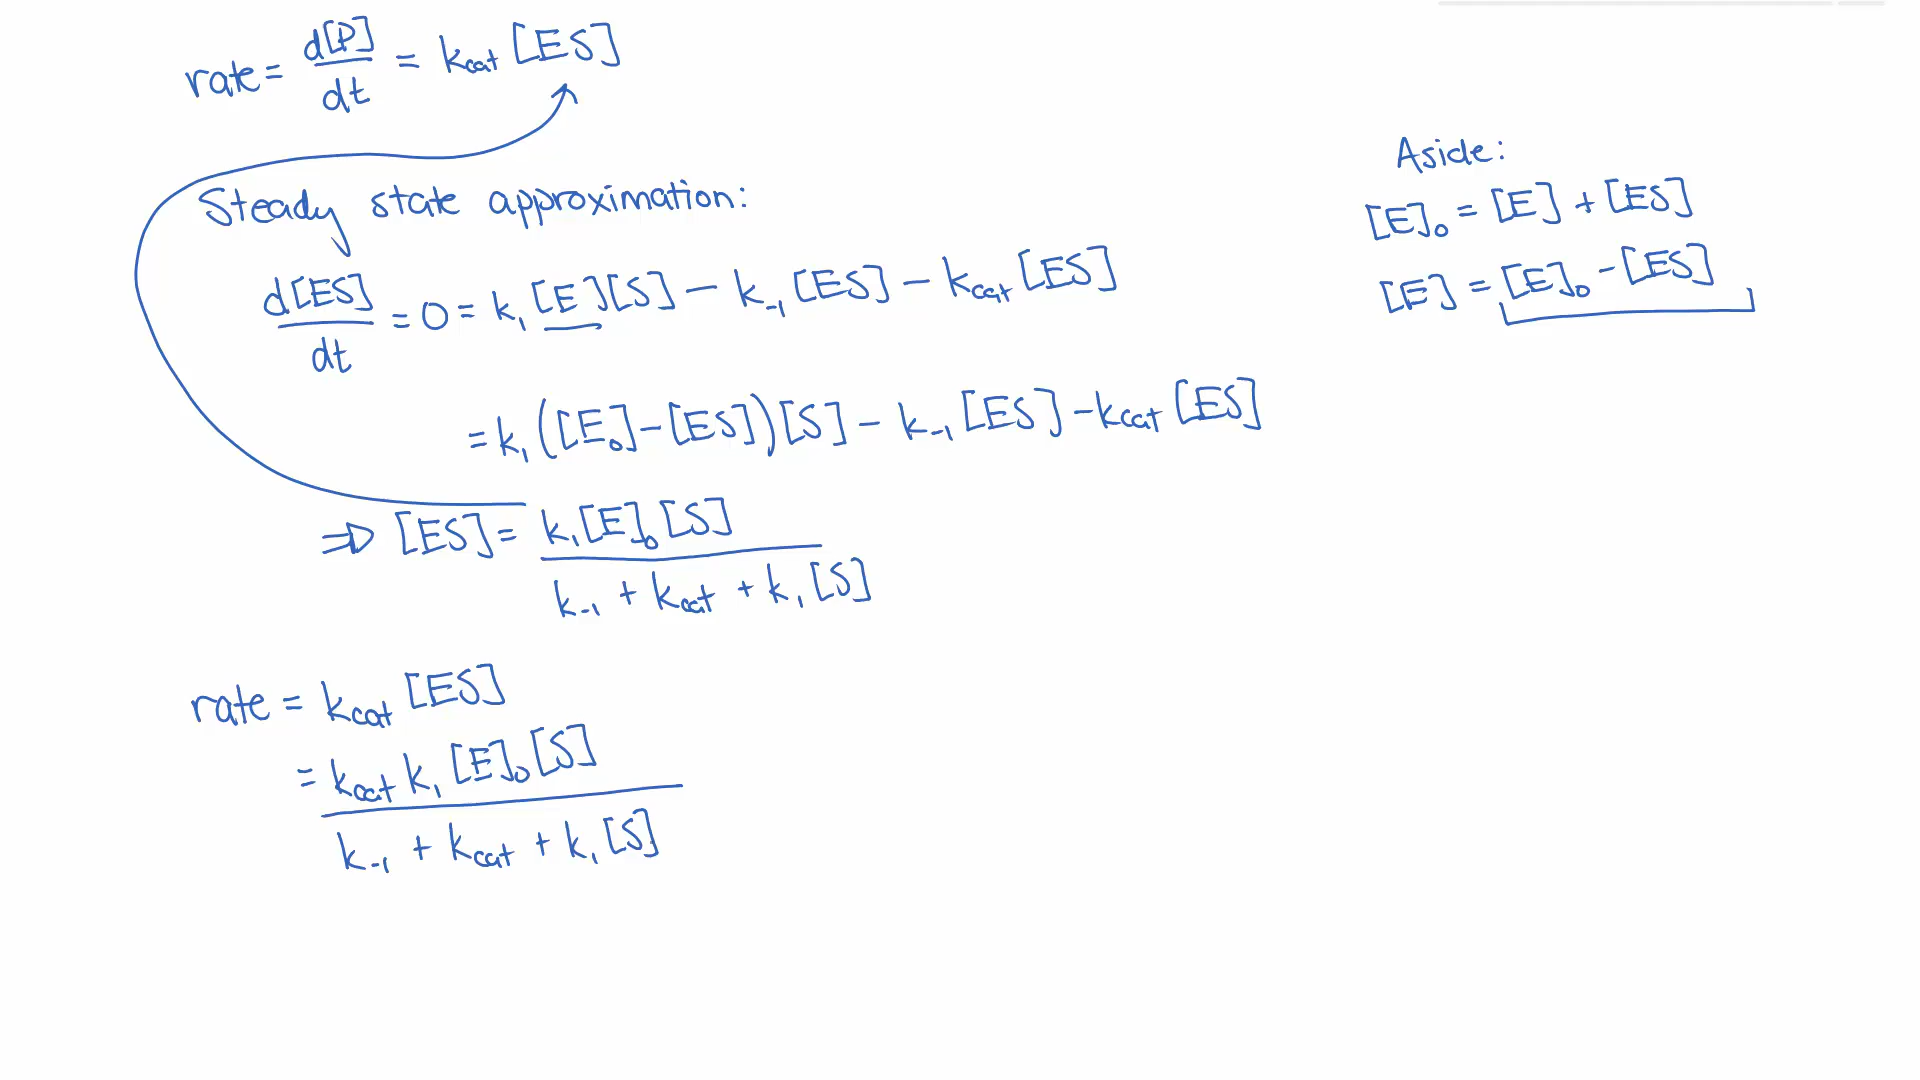 rate = d[P]/dt = kcat [ES]
Steady state approximation:
d[ES]/dt = 0 = k₁[E][S] − k₋₁[ES] − kcat[ES]
= k₁([E₀] − [ES])[S] − k₋₁[ES] − kcat[ES]
⇒ [ES] = k₁[E]₀[S]
k₋₁ + kcat + k₁[S]
rate = kcat [ES]
= kcat k₁ [E]₀[S]
k₋₁ + kcat + k₁[S]
Aside:
[E]₀ = [E] + [ES]
[E] = [E]₀ − [ES]